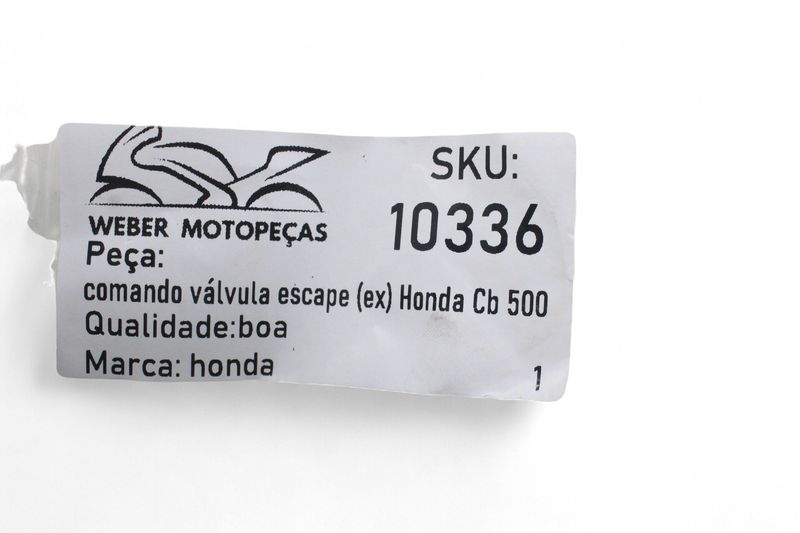 WEBER MOTOPEÇAS
SKU:
10336
Peça:
comando válvula escape (ex) Honda Cb 500
Qualidade:boa
Marca: honda
1